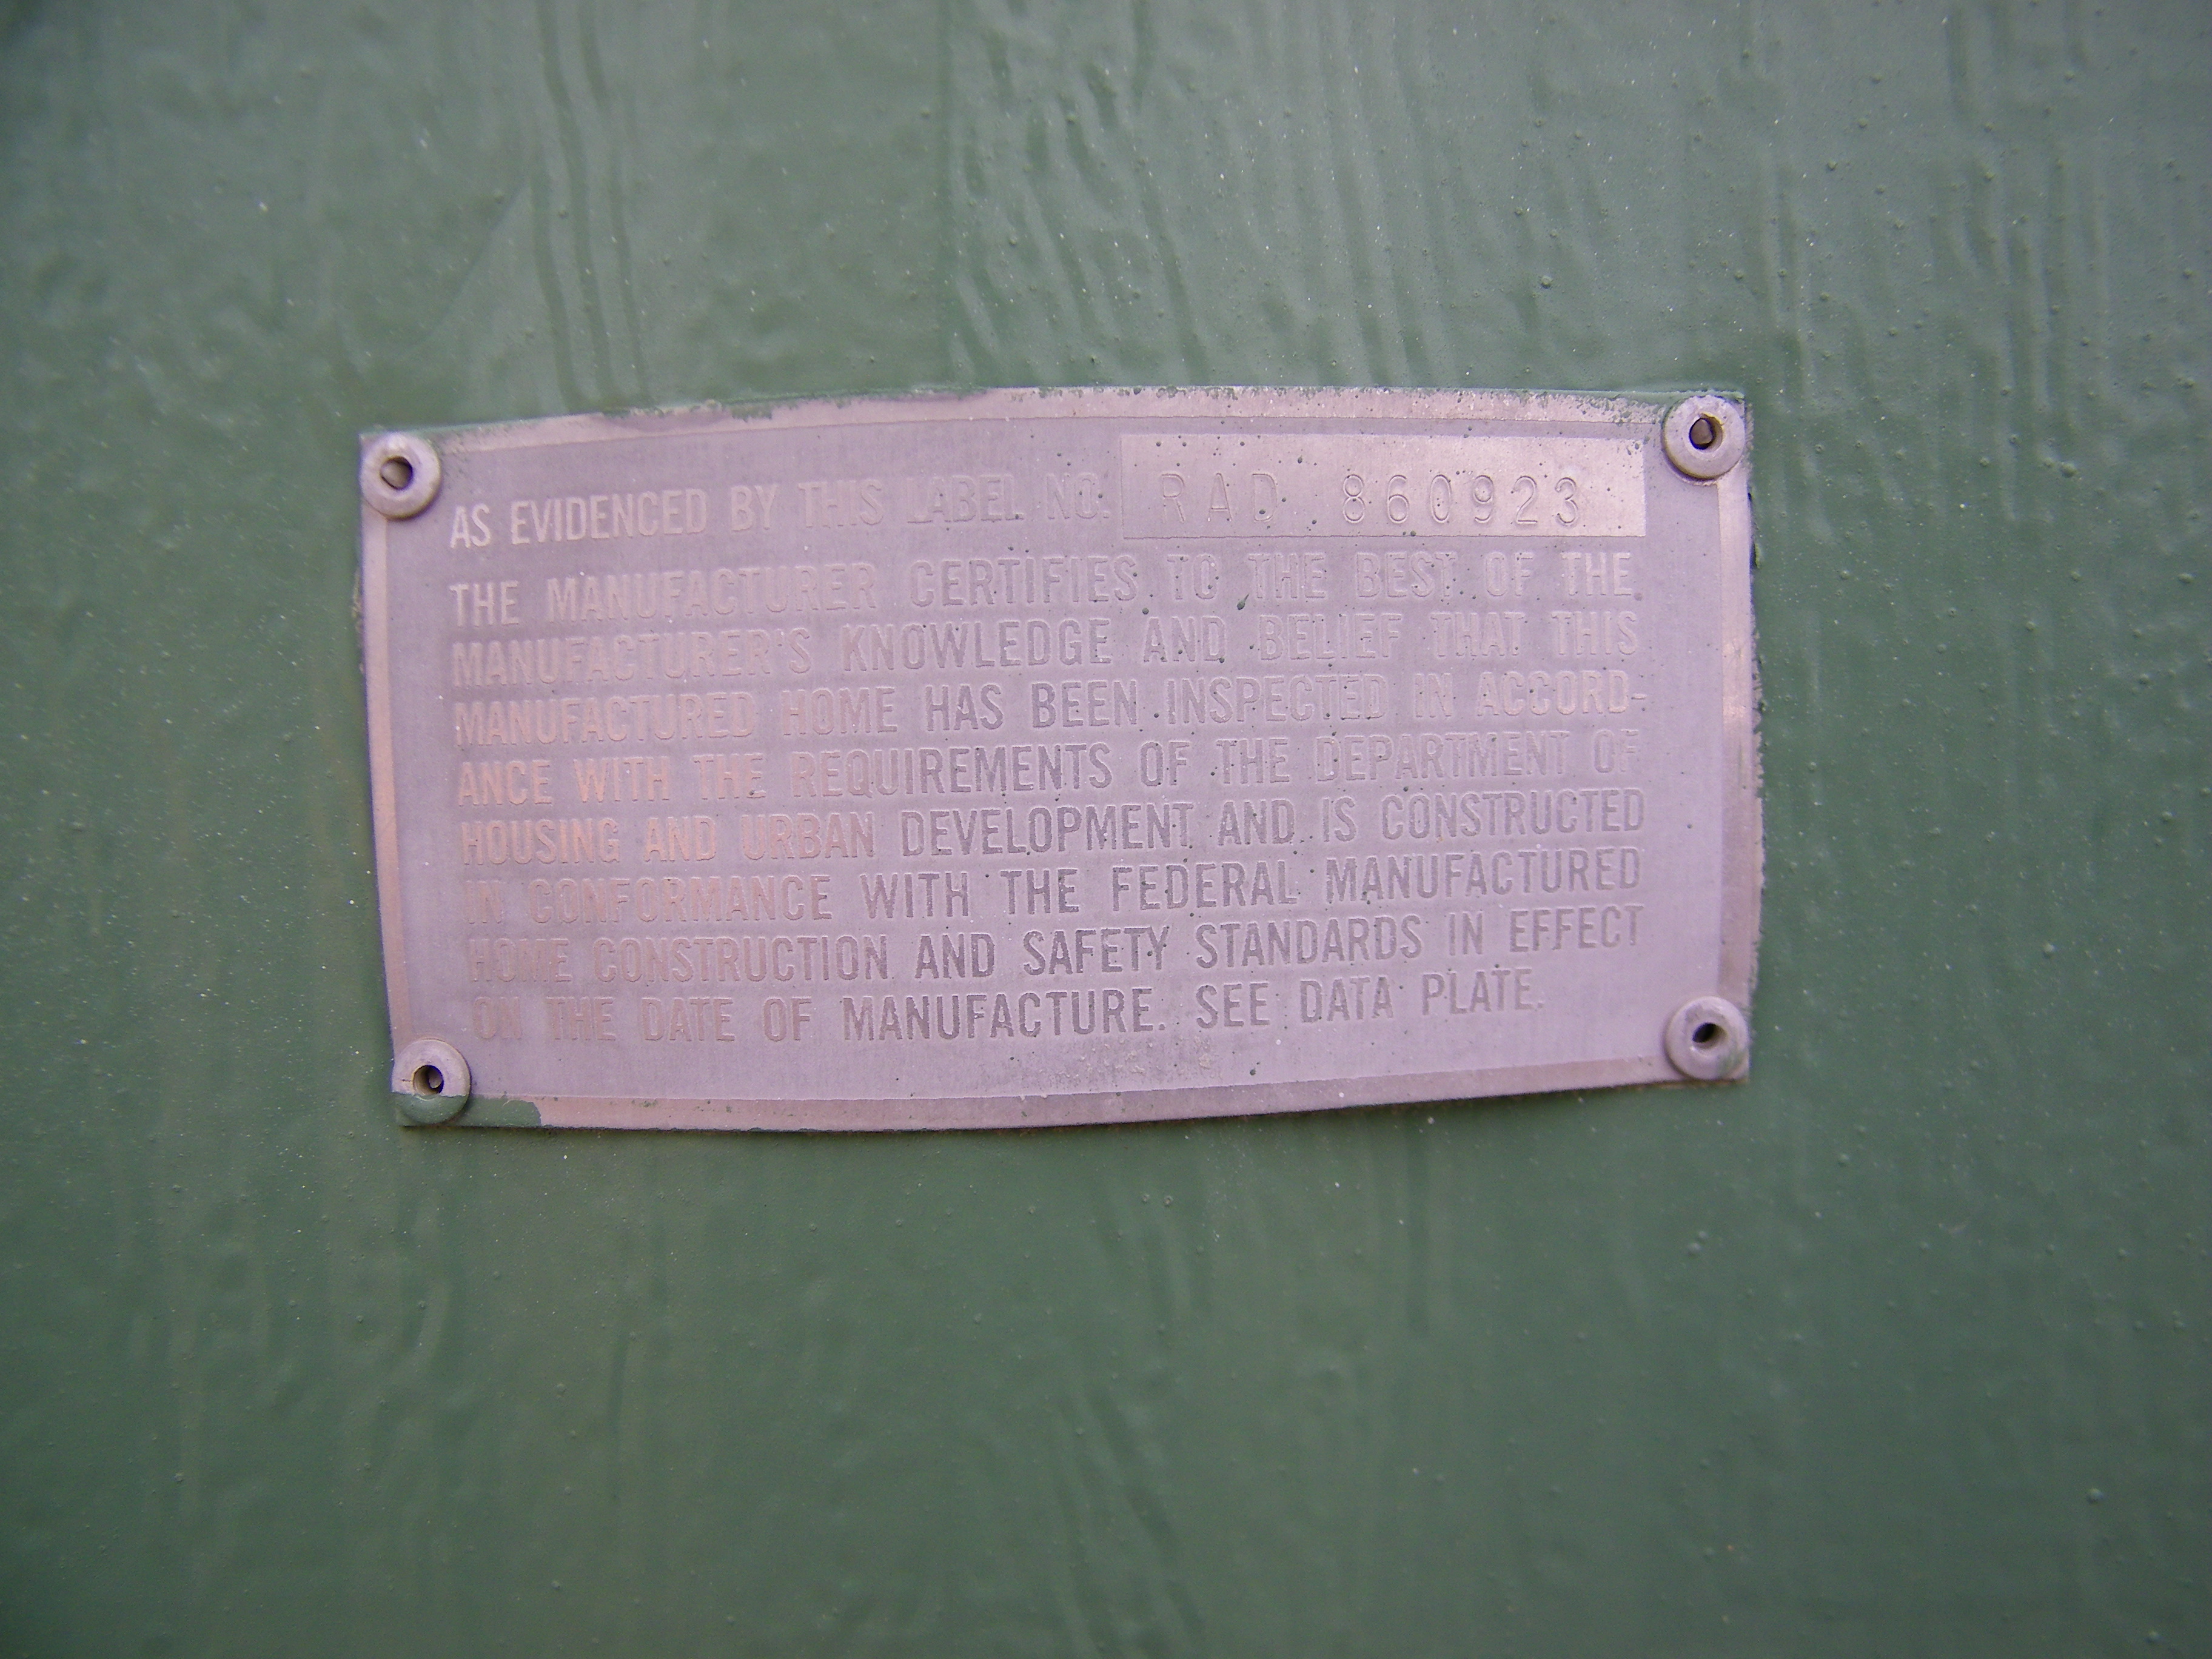 AS EVIDENCED BY THIS LABEL NO. RAD 860923
THE MANUFACTURER CERTIFIES TO THE BEST OF THE
MANUFACTURER'S KNOWLEDGE AND BELIEF THAT THIS
MANUFACTURED HOME HAS BEEN INSPECTED IN ACCORD-
ANCE WITH THE REQUIREMENTS OF THE DEPARTMENT OF
HOUSING AND URBAN DEVELOPMENT AND IS CONSTRUCTED
IN CONFORMANCE WITH THE FEDERAL MANUFACTURED
HOME CONSTRUCTION AND SAFETY STANDARDS IN EFFECT
ON THE DATE OF MANUFACTURE. SEE DATA PLATE.